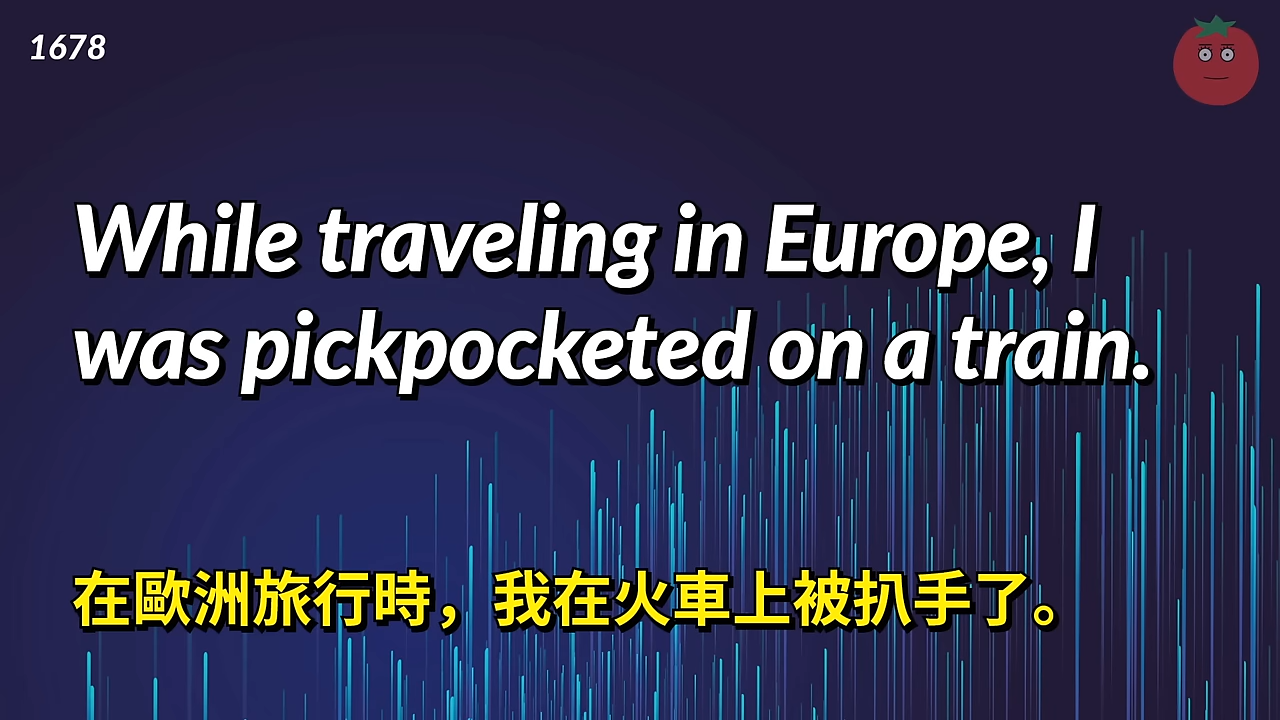 1678
While traveling in Europe, I
was pickpocketed on a train.
在歐洲旅行時，我在火車上被扒手了。